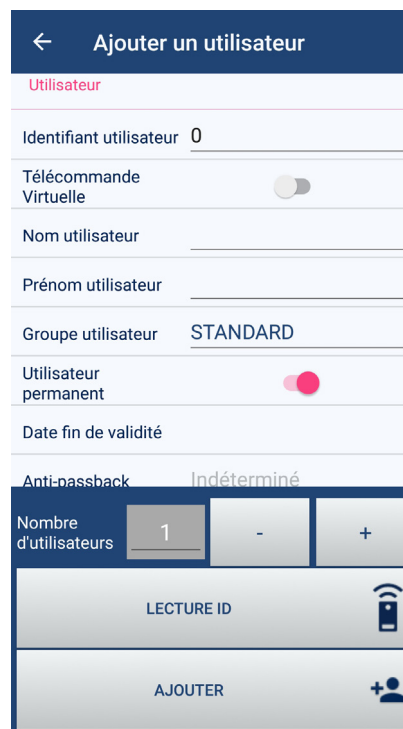 Ajouter un utilisateur
Utilisateur
Identifiant utilisateur 0
Télécommande
Virtuelle
Nom utilisateur
Prénom utilisateur
Groupe utilisateur STANDARD
Utilisateur
permanent
Date fin de validité
Anti-passback Indéterminé
Nombre
d'utilisateurs 1 - +
LECTURE ID
AJOUTER